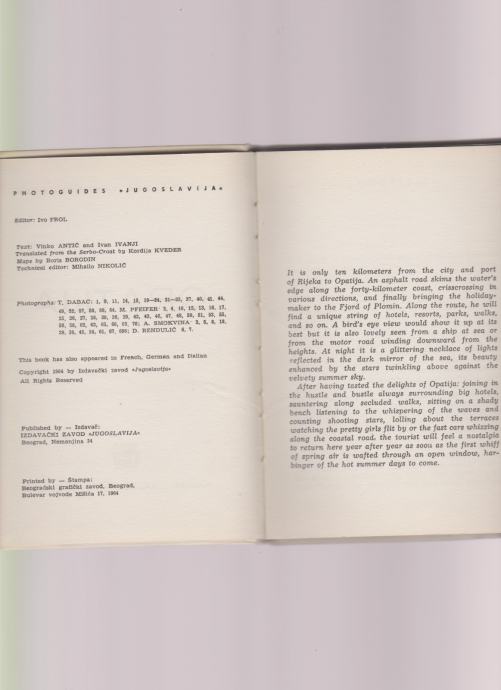 PHOTOGUIDES »JUGOSLAVIJA«
Editor: Ivo FROL
Text: Vinko ANTIĆ and Ivan IVANJI
Translated from the Serbo-Croat by Kordija KVEDER
Maps by Boris BORGDIN
Technical editor: Mihailo NIKOLIĆ
Photographs: T. DABAC: 1, 9, 11, 14,
M. PFEIFER:
A. SMOKVINA:
D. RENDULIĆ 6, 7.
This book has also appeared in French, German and Italian
Copyright 1964 by Izdavački zavod »Jugoslavija«
All Rights Reserved
Published by — Izdavač:
IZDAVAČKI ZAVOD »JUGOSLAVIJA«
Beograd, Nemanjina 34
Printed by — Štampa:
Beogradski grafički zavod, Beograd,
Bulevar vojvode Mišića 17, 1964
It is only ten kilometers from the city and port
of Rijeka to Opatija. An asphalt road skims the water's
edge along the forty-kilometer coast, crisscrossing in
various directions, and finally bringing the holiday-
maker to the Fjord of Plomin. Along the route, he will
find a unique string of hotels, resorts, parks, walks,
and so on. A bird's eye view would show it up at its
best but it is also lovely seen from a ship at sea or
from the motor road winding downward from the
heights. At night it is a glittering necklace of lights
reflected in the dark mirror of the sea, its beauty
enhanced by the stars twinkling above against the
velvety summer sky.
After having tested the delights of Opatija: joining in
the hustle and bustle always surrounding big hotels,
sauntering along secluded walks, sitting on a shady
bench listening to the whispering of the waves and
counting shooting stars, lolling about the terraces
watching the pretty girls flit by or the fast cars whizzing
along the coastal road, the tourist will feel a nostalgia
to return here year after year as soon as the first whiff
of spring air is wafted through an open window, har-
binger of the hot summer days to come.